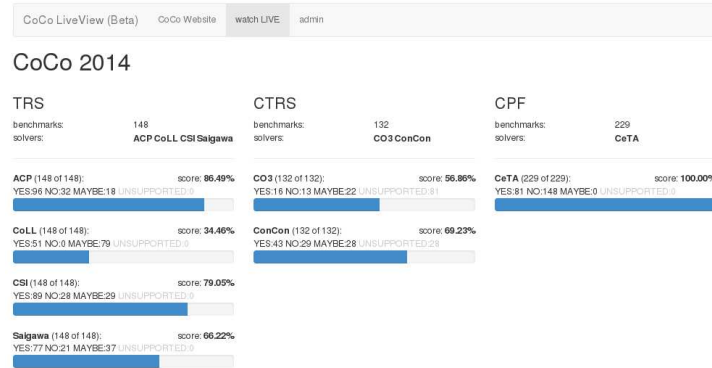 CoCo LiveView (Beta) CoCo Website watch LIVE admin
CoCo 2014
TRS
benchmarks: 148
solvers: ACP CoLL CSI Saigawa
ACP (148 of 148): score: 86.49%
YES:96 NO:32 MAYBE:18 UNSUPPORTED:0
CoLL (148 of 148): score: 34.46%
YES:51 NO:0 MAYBE:79 UNSUPPORTED:0
CSI (148 of 148): score: 79.05%
YES:89 NO:28 MAYBE:29 UNSUPPORTED:0
Saigawa (148 of 148): score: 66.22%
YES:77 NO:21 MAYBE:37 UNSUPPORTED:0
CTRS
benchmarks: 132
solvers: CO3 ConCon
CO3 (132 of 132): score: 56.86%
YES:16 NO:13 MAYBE:22 UNSUPPORTED:81
ConCon (132 of 132): score: 69.23%
YES:43 NO:29 MAYBE:28 UNSUPPORTED:28
CPF
benchmarks: 229
solvers: CeTA
CeTA (229 of 229): score: 100.00%
YES:81 NO:148 MAYBE:0 UNSUPPORTED:0